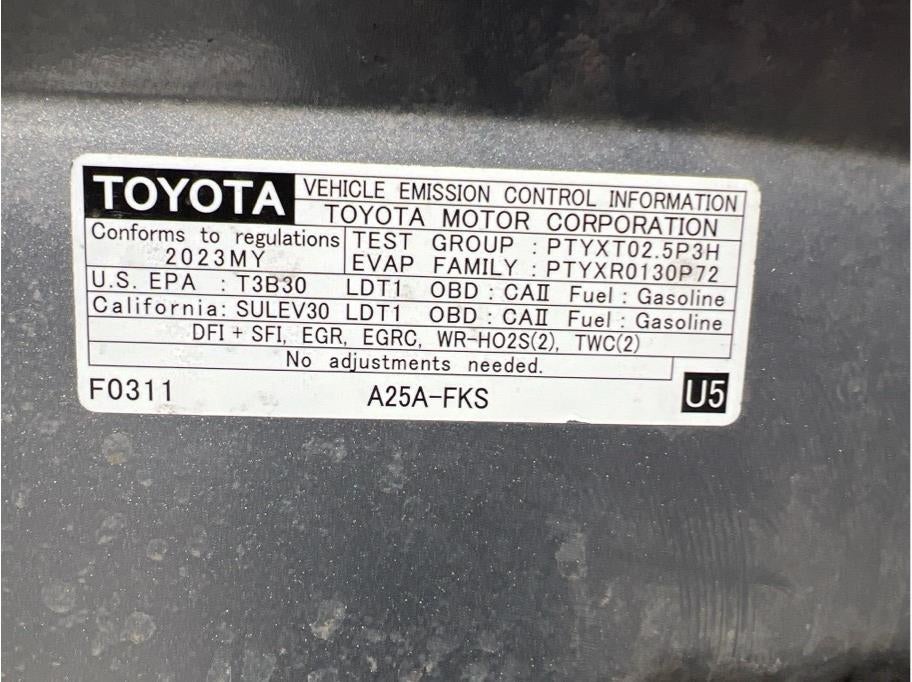 TOYOTA
VEHICLE EMISSION CONTROL INFORMATION
TOYOTA MOTOR CORPORATION
Conforms to regulations
2023MY
TEST GROUP : PTYXT02.5P3H
EVAP FAMILY : PTYXR0130P72
U.S. EPA : T3B30 LDT1 OBD : CAⅡ Fuel : Gasoline
California: SULEV30 LDT1 OBD : CAⅡ Fuel : Gasoline
DFI + SFI, EGR, EGRC, WR-HO2S(2), TWC(2)
No adjustments needed.
F0311 A25A-FKS U5